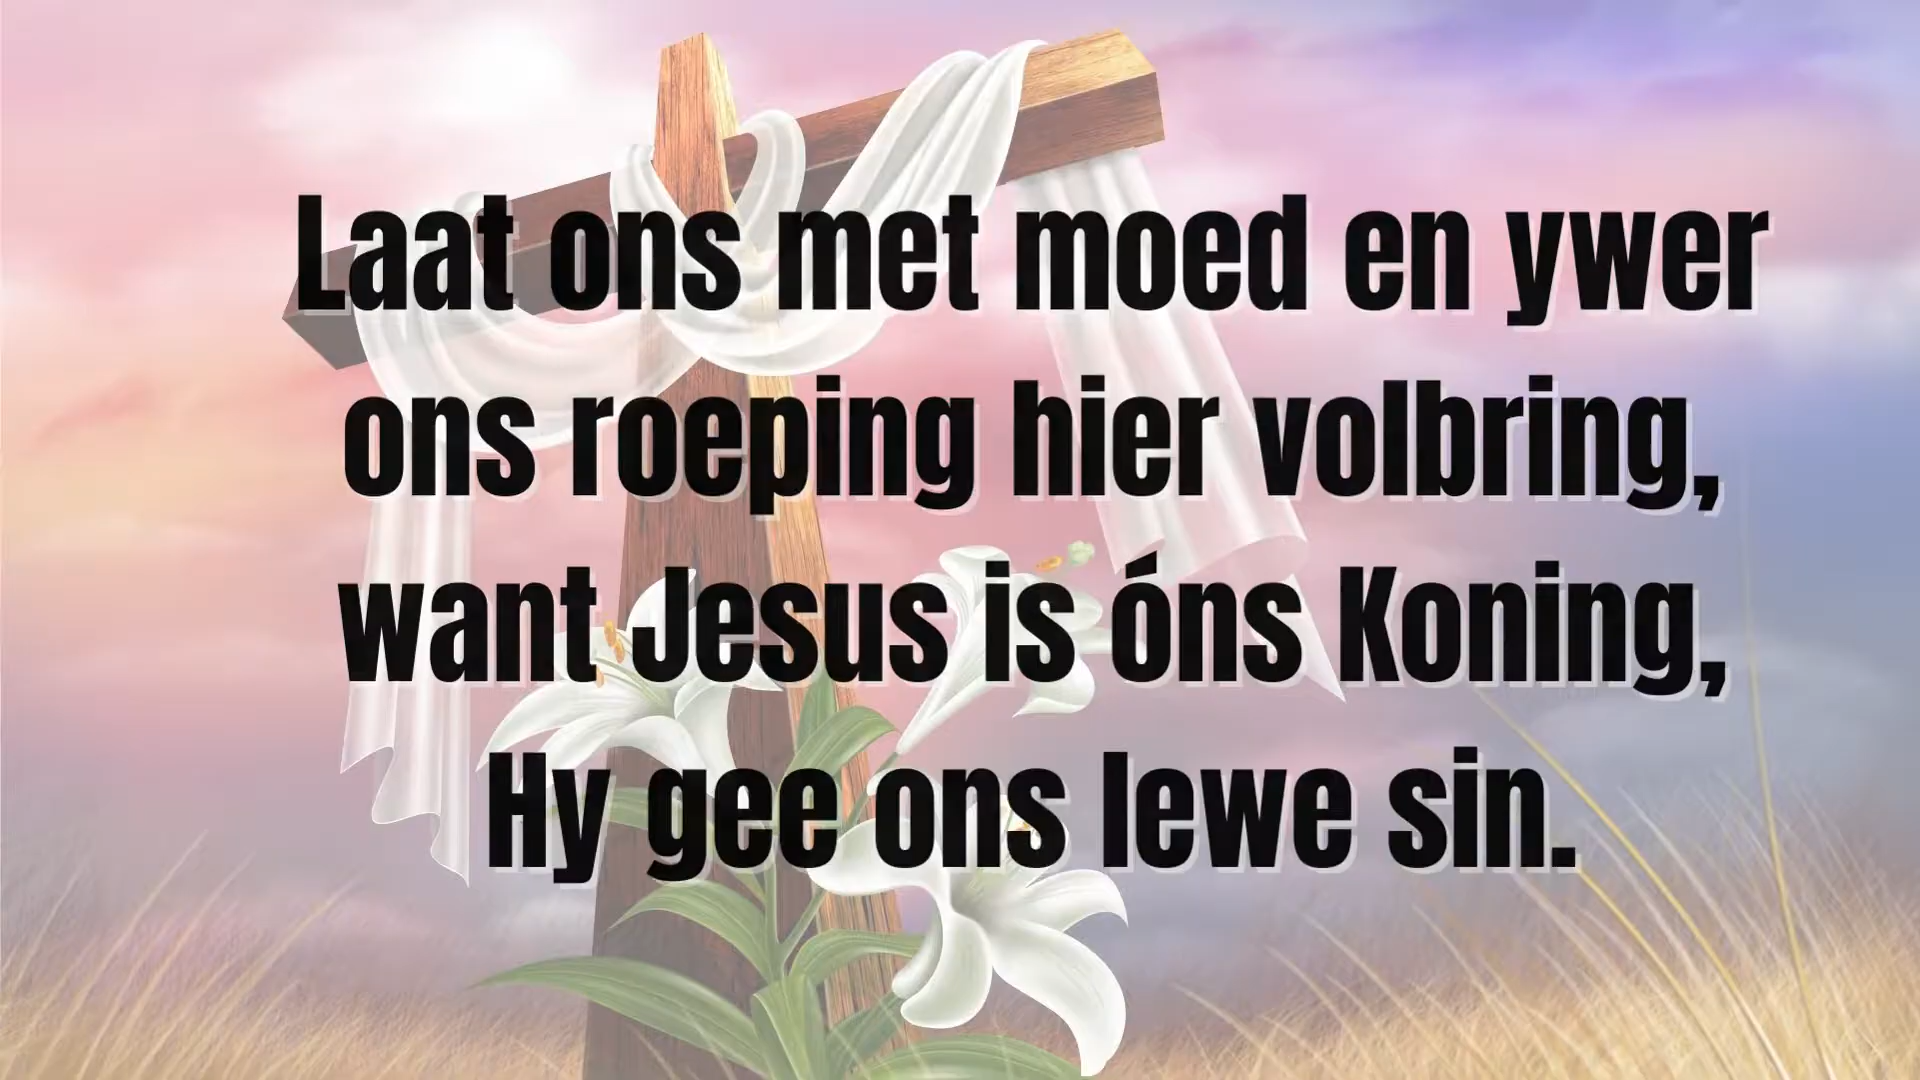 Laat ons met moed en ywer
ons roeping hier volbring,
want Jesus is óns Koning,
Hy gee ons lewe sin.